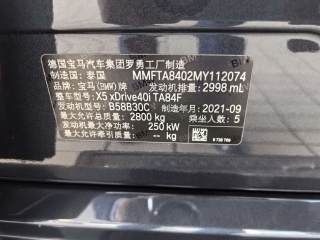 德国宝马汽车集团罗勇工厂制造
制造国：泰国 MMFTA8402MY112074
品牌：宝马(BMW)牌 发动机排量：2998 mL
整车型号：X5 xDrive40i TA84F
发动机型号：B58B30C 制造年月：2021-09
最大允许总质量：2800 kg 乘坐人数：5
发动机最大净功率：250 kW
最大允许牵引质量：-- kg